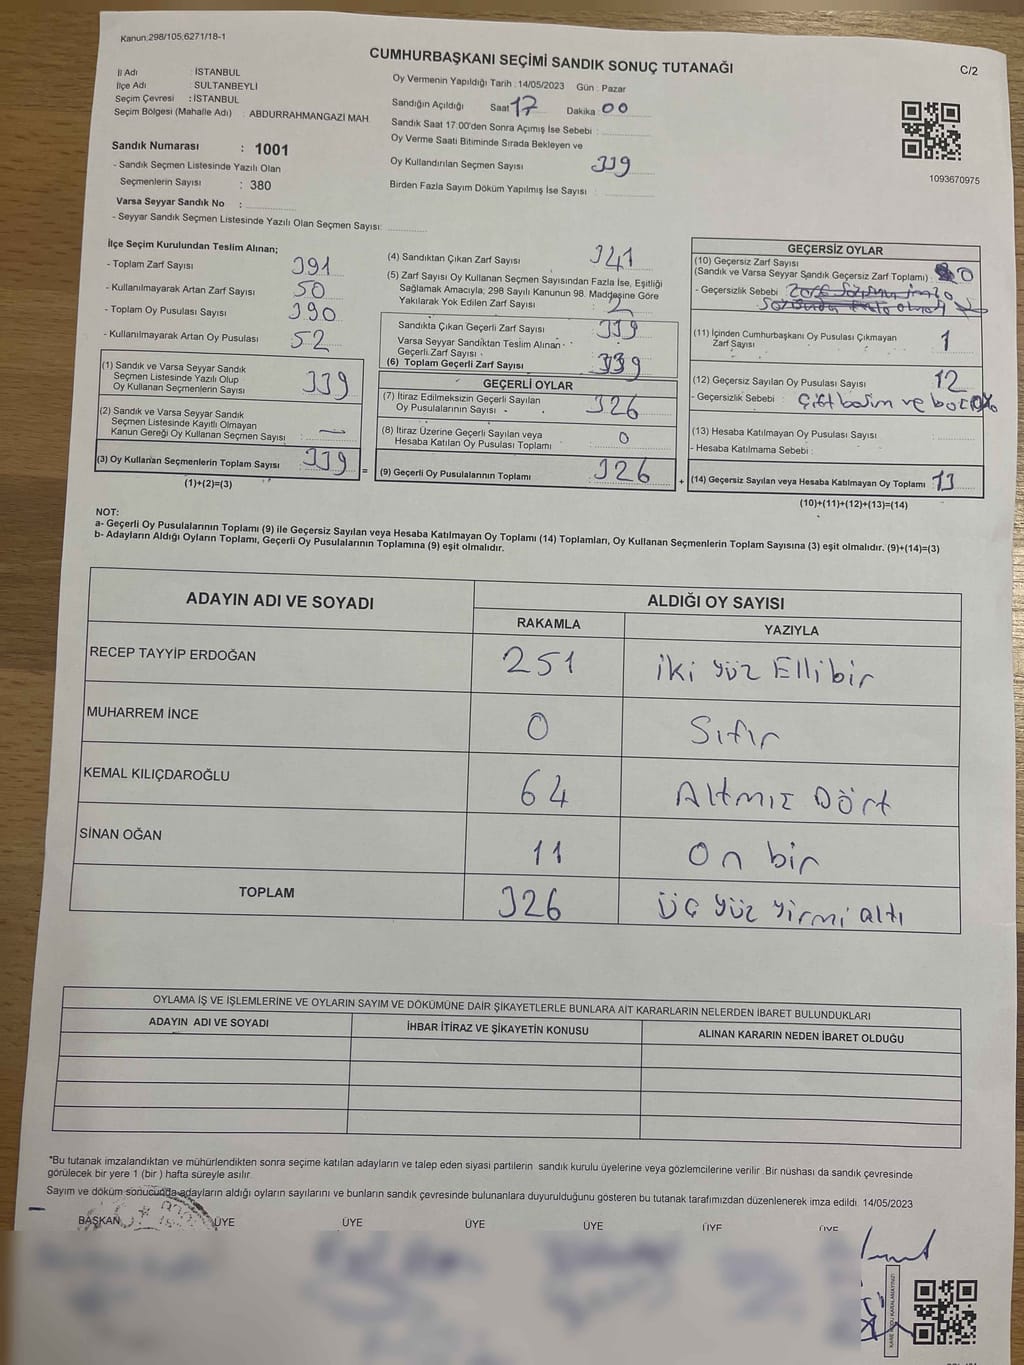 Kanun,298/105,6271/18-1
CUMHURBAŞKANI SEÇİMİ SANDIK SONUÇ TUTANAĞI
C/2
İl Adı : İSTANBUL
İlçe Adı : SULTANBEYLİ
Seçim Çevresi : İSTANBUL
Seçim Bölgesi (Mahalle Adı) : ABDURRAHMANGAZİ MAH
Sandık Numarası : 1001
- Sandık Seçmen Listesinde Yazılı Olan
Seçmenlerin Sayısı : 380
Varsa Seyyar Sandık No :
- Seyyar Sandık Seçmen Listesinde Yazılı Olan Seçmen Sayısı:
Oy Vermenin Yapıldığı Tarih : 14/05/2023 Gün : Pazar
Sandığın Açıldığı Saat 17 Dakika 00
Sandık Saat 17:00'den Sonra Açımış İse Sebebi :
Oy Verme Saati Bitiminde Sırada Bekleyen ve
Oy Kullandırılan Seçmen Sayısı 339
Birden Fazla Sayım Döküm Yapılmış İse Sayısı :
1093670975
İlçe Seçim Kurulundan Teslim Alınan;
- Toplam Zarf Sayısı 391
- Kullanılmayarak Artan Zarf Sayısı 50
- Toplam Oy Pusulası Sayısı 390
- Kullanılmayarak Artan Oy Pusulası 52
(1) Sandık ve Varsa Seyyar Sandık
Seçmen Listesinde Yazılı Olup
Oy Kullanan Seçmenlerin Sayısı 339
(2) Sandık ve Varsa Seyyar Sandık
Seçmen Listesinde Kayıtlı Olmayan
Kanun Gereği Oy Kullanan Seçmen Sayısı : —
(3) Oy Kullanan Seçmenlerin Toplam Sayısı 339 =
(1)+(2)=(3)
(4) Sandıktan Çıkan Zarf Sayısı 341
(5) Zarf Sayısı Oy Kullanan Seçmen Sayısından Fazla İse, Eşitliği
Sağlamak Amacıyla; 298 Sayılı Kanunun 98. Maddesine Göre
Yakılarak Yok Edilen Zarf Sayısı : 2
Sandıkta Çıkan Geçerli Zarf Sayısı 339
Varsa Seyyar Sandıktan Teslim Alınan
Geçerli Zarf Sayısı
(6) Toplam Geçerli Zarf Sayısı 339
GEÇERLİ OYLAR
(7) İtiraz Edilmeksizin Geçerli Sayılan
Oy Pusulalarının Sayısı 326
(8) İtiraz Üzerine Geçerli Sayılan veya
Hesaba Katılan Oy Pusulası Toplamı 0
(9) Geçerli Oy Pusulalarının Toplamı 326 +
GEÇERSİZ OYLAR
(10) Geçersiz Zarf Sayısı
(Sandık ve Varsa Seyyar Sandık Geçersiz Zarf Toplamı) : 0
- Geçersizlik Sebebi
(11) İçinden Cumhurbaşkanı Oy Pusulası Çıkmayan
Zarf Sayısı 1
(12) Geçersiz Sayılan Oy Pusulası Sayısı 12
- Geçersizlik Sebebi : Çift basım ve
(13) Hesaba Katılmayan Oy Pusulası Sayısı
- Hesaba Katılmama Sebebi :
(14) Geçersiz Sayılan veya Hesaba Katılmayan Oy Toplamı 13
(10)+(11)+(12)+(13)=(14)
NOT:
a- Geçerli Oy Pusulalarının Toplamı (9) ile Geçersiz Sayılan veya Hesaba Katılmayan Oy Toplamı (14) Toplamları, Oy Kullanan Seçmenlerin Toplam Sayısına (3) eşit olmalıdır. (9)+(14)=(3)
b- Adayların Aldığı Oyların Toplamı, Geçerli Oy Pusulalarının Toplamına (9) eşit olmalıdır.
ADAYIN ADI VE SOYADI ALDIĞI OY SAYISI
RAKAMLA YAZIYLA
RECEP TAYYİP ERDOĞAN 251 iki yüz Ellibir
MUHARREM İNCE 0 Sıfır
KEMAL KILIÇDAROĞLU 64 Altmız Dört
SİNAN OĞAN 11 On bir
TOPLAM 326 üç yüz yirmi altı
OYLAMA İŞ VE İŞLEMLERİNE VE OYLARIN SAYIM VE DÖKÜMÜNE DAİR ŞİKAYETLERLE BUNLARA AİT KARARLARIN NELERDEN İBARET BULUNDUKLARI
ADAYIN ADI VE SOYADI İHBAR İTİRAZ VE ŞİKAYETİN KONUSU ALINAN KARARIN NEDEN İBARET OLDUĞU
*Bu tutanak imzalandıktan ve mühürlendikten sonra seçime katılan adayların ve talep eden siyasi partilerin sandık kurulu üyelerine veya gözlemcilerine verilir .Bir nüshası da sandık çevresinde
görülecek bir yere 1 (bir ) hafta süreyle asılır.
Sayım ve döküm sonucunda adayların aldığı oyların sayılarını ve bunların sandık çevresinde bulunanlara duyurulduğunu gösteren bu tutanak tarafımızdan düzenlenerek imza edildi. 14/05/2023
BAŞKAN ÜYE ÜYE ÜYE ÜYE ÜYE ÜYE